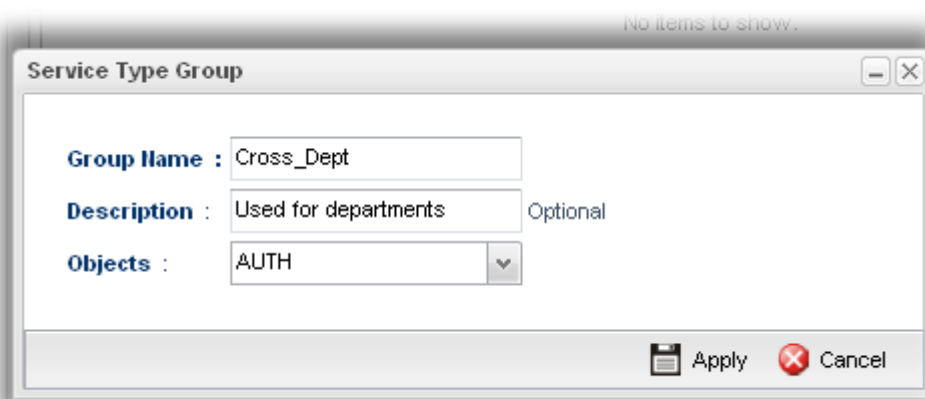 No items to show.
Service Type Group
Group Name : Cross_Dept
Description : Used for departments Optional
Objects : AUTH
Apply Cancel